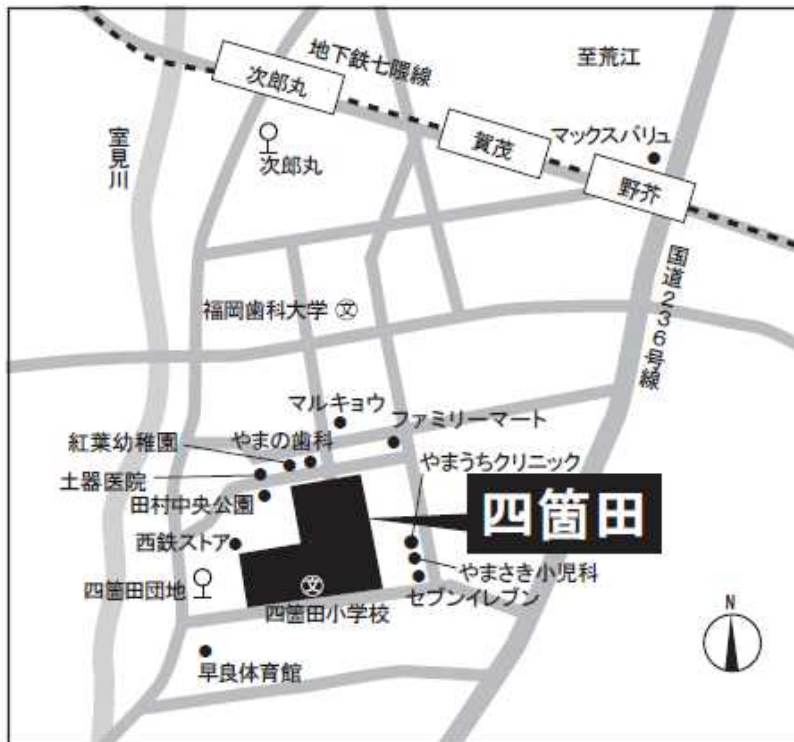 地下鉄七隈線
至荒江
次郎丸
賀茂
マックスバリュ
野芥
次郎丸
室見川
国道236号線
福岡歯科大学 文
マルキョウ
ファミリーマート
紅葉幼稚園
やまの歯科
やまうちクリニック
土器医院
田村中央公園
四箇田
西鉄ストア
やまさき小児科
四箇田団地
文
セブンイレブン
四箇田小学校
N
早良体育館